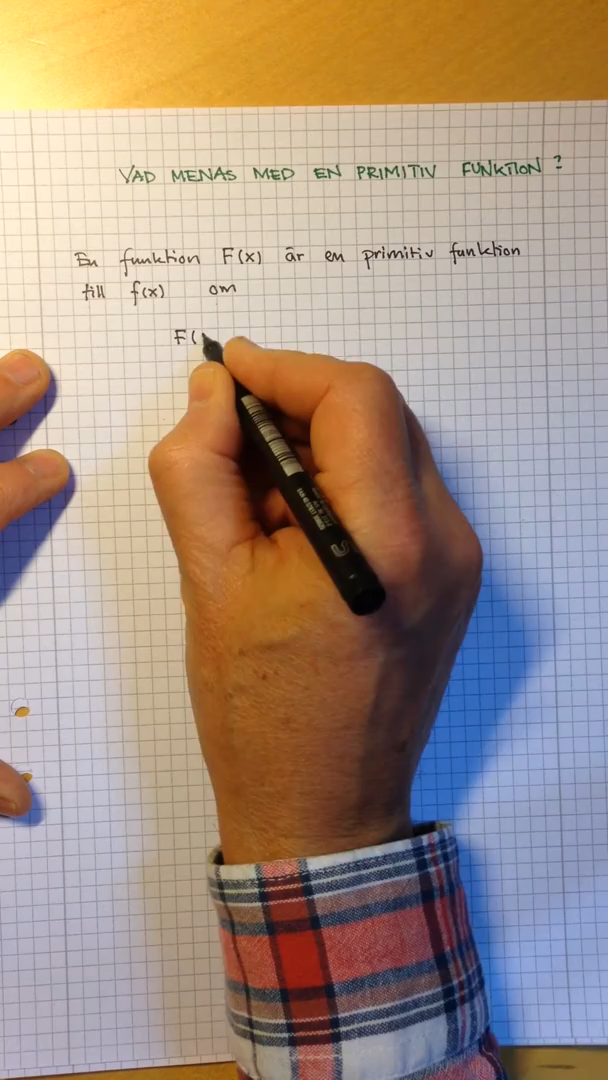 VAD MENAS MED EN PRIMITIV FUNKTION?
En funktion F(x) är en primitiv funktion
till f(x) om
F(